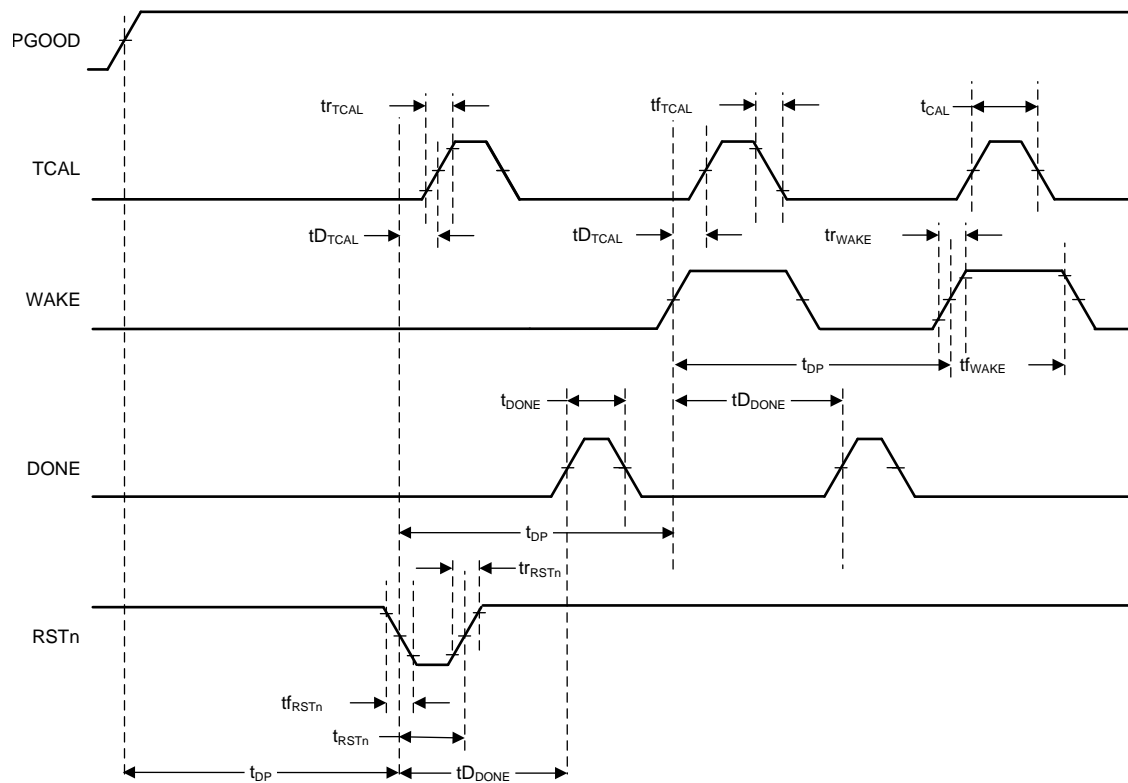 PGOOD
trTCAL
tfTCAL
tCAL
TCAL
tDTCAL
tDTCAL
trWAKE
WAKE
tDP
tfWAKE
tDONE
tDDONE
DONE
tDP
trRSTn
RSTn
tfRSTn
tRSTn
tDP
tDDONE